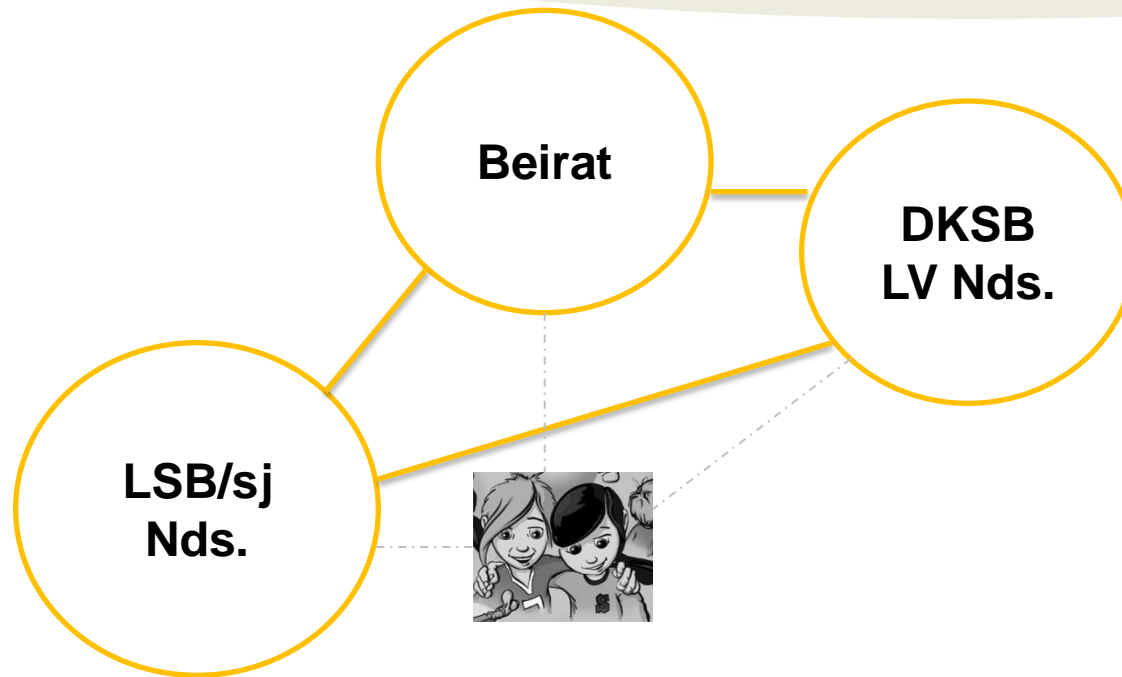 Beirat
DKSB
LV Nds.
LSB/sj
Nds.